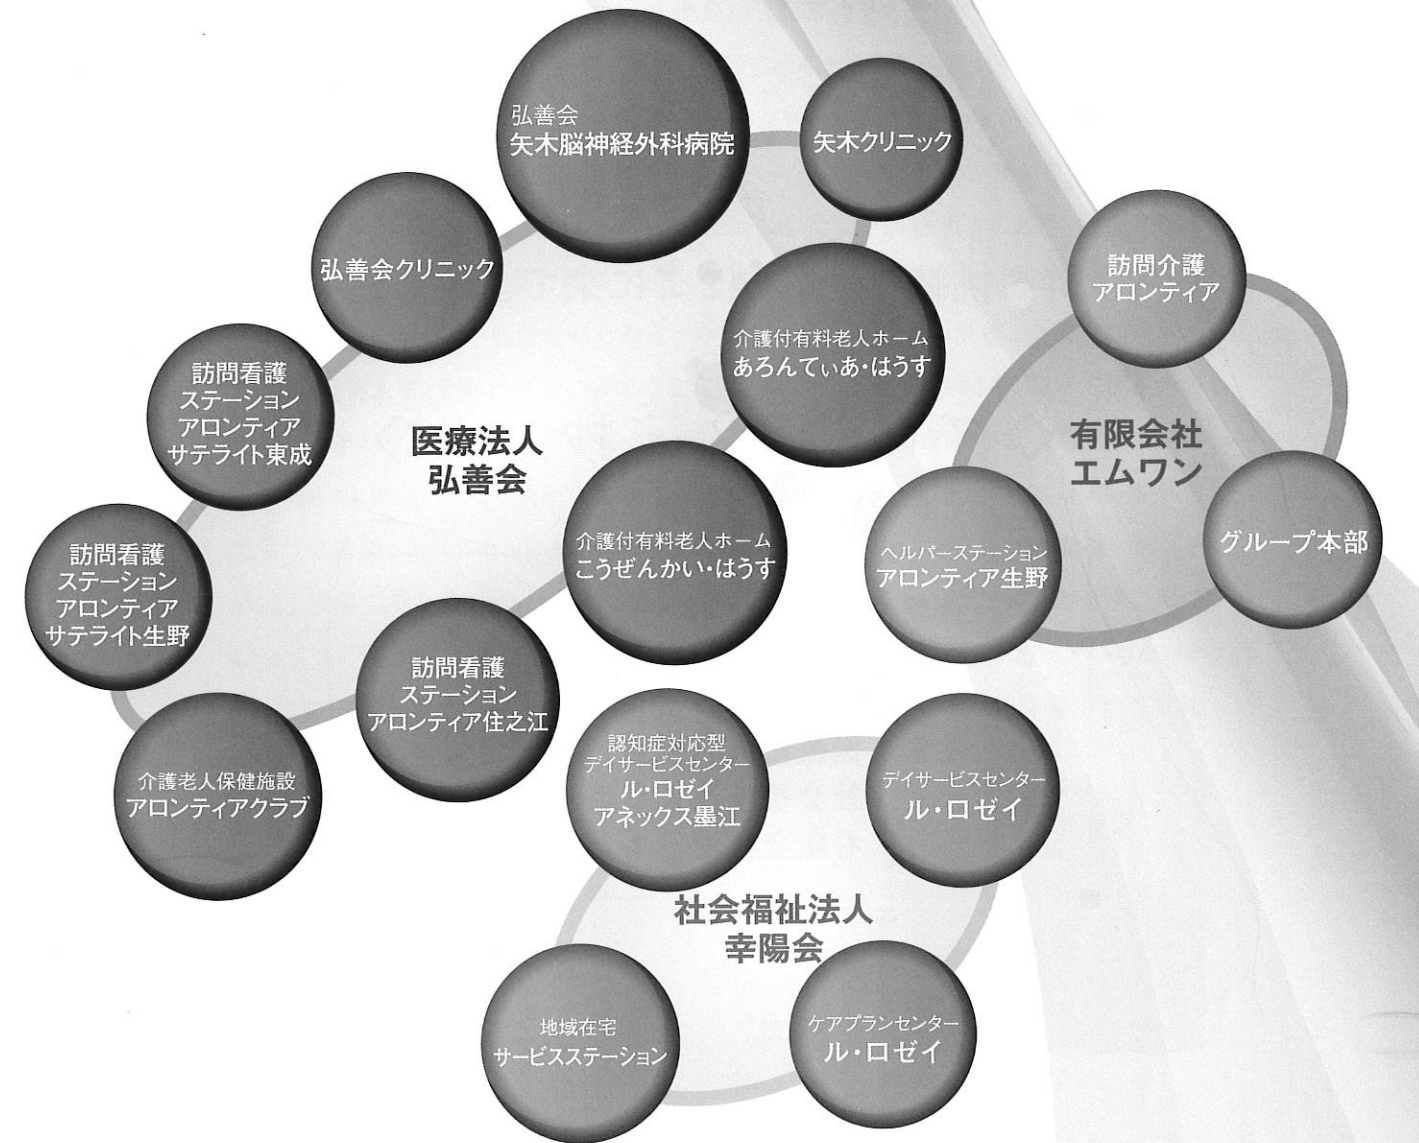 弘善会
矢木脳神経外科病院
矢木クリニック
弘善会クリニック
訪問介護
アロンティア
介護付有料老人ホーム
あろんてぃあ・はうす
訪問看護
ステーション
アロンティア
サテライト東成
医療法人
弘善会
有限会社
エムワン
介護付有料老人ホーム
こうぜんかい・はうす
ヘルパーステーション
アロンティア生野
グループ本部
訪問看護
ステーション
アロンティア
サテライト生野
訪問看護
ステーション
アロンティア住之江
介護老人保健施設
アロンティアクラブ
認知症対応型
デイサービスセンター
ル・ロゼイ
アネックス墨江
デイサービスセンター
ル・ロゼイ
社会福祉法人
幸陽会
地域在宅
サービスステーション
ケアプランセンター
ル・ロゼイ